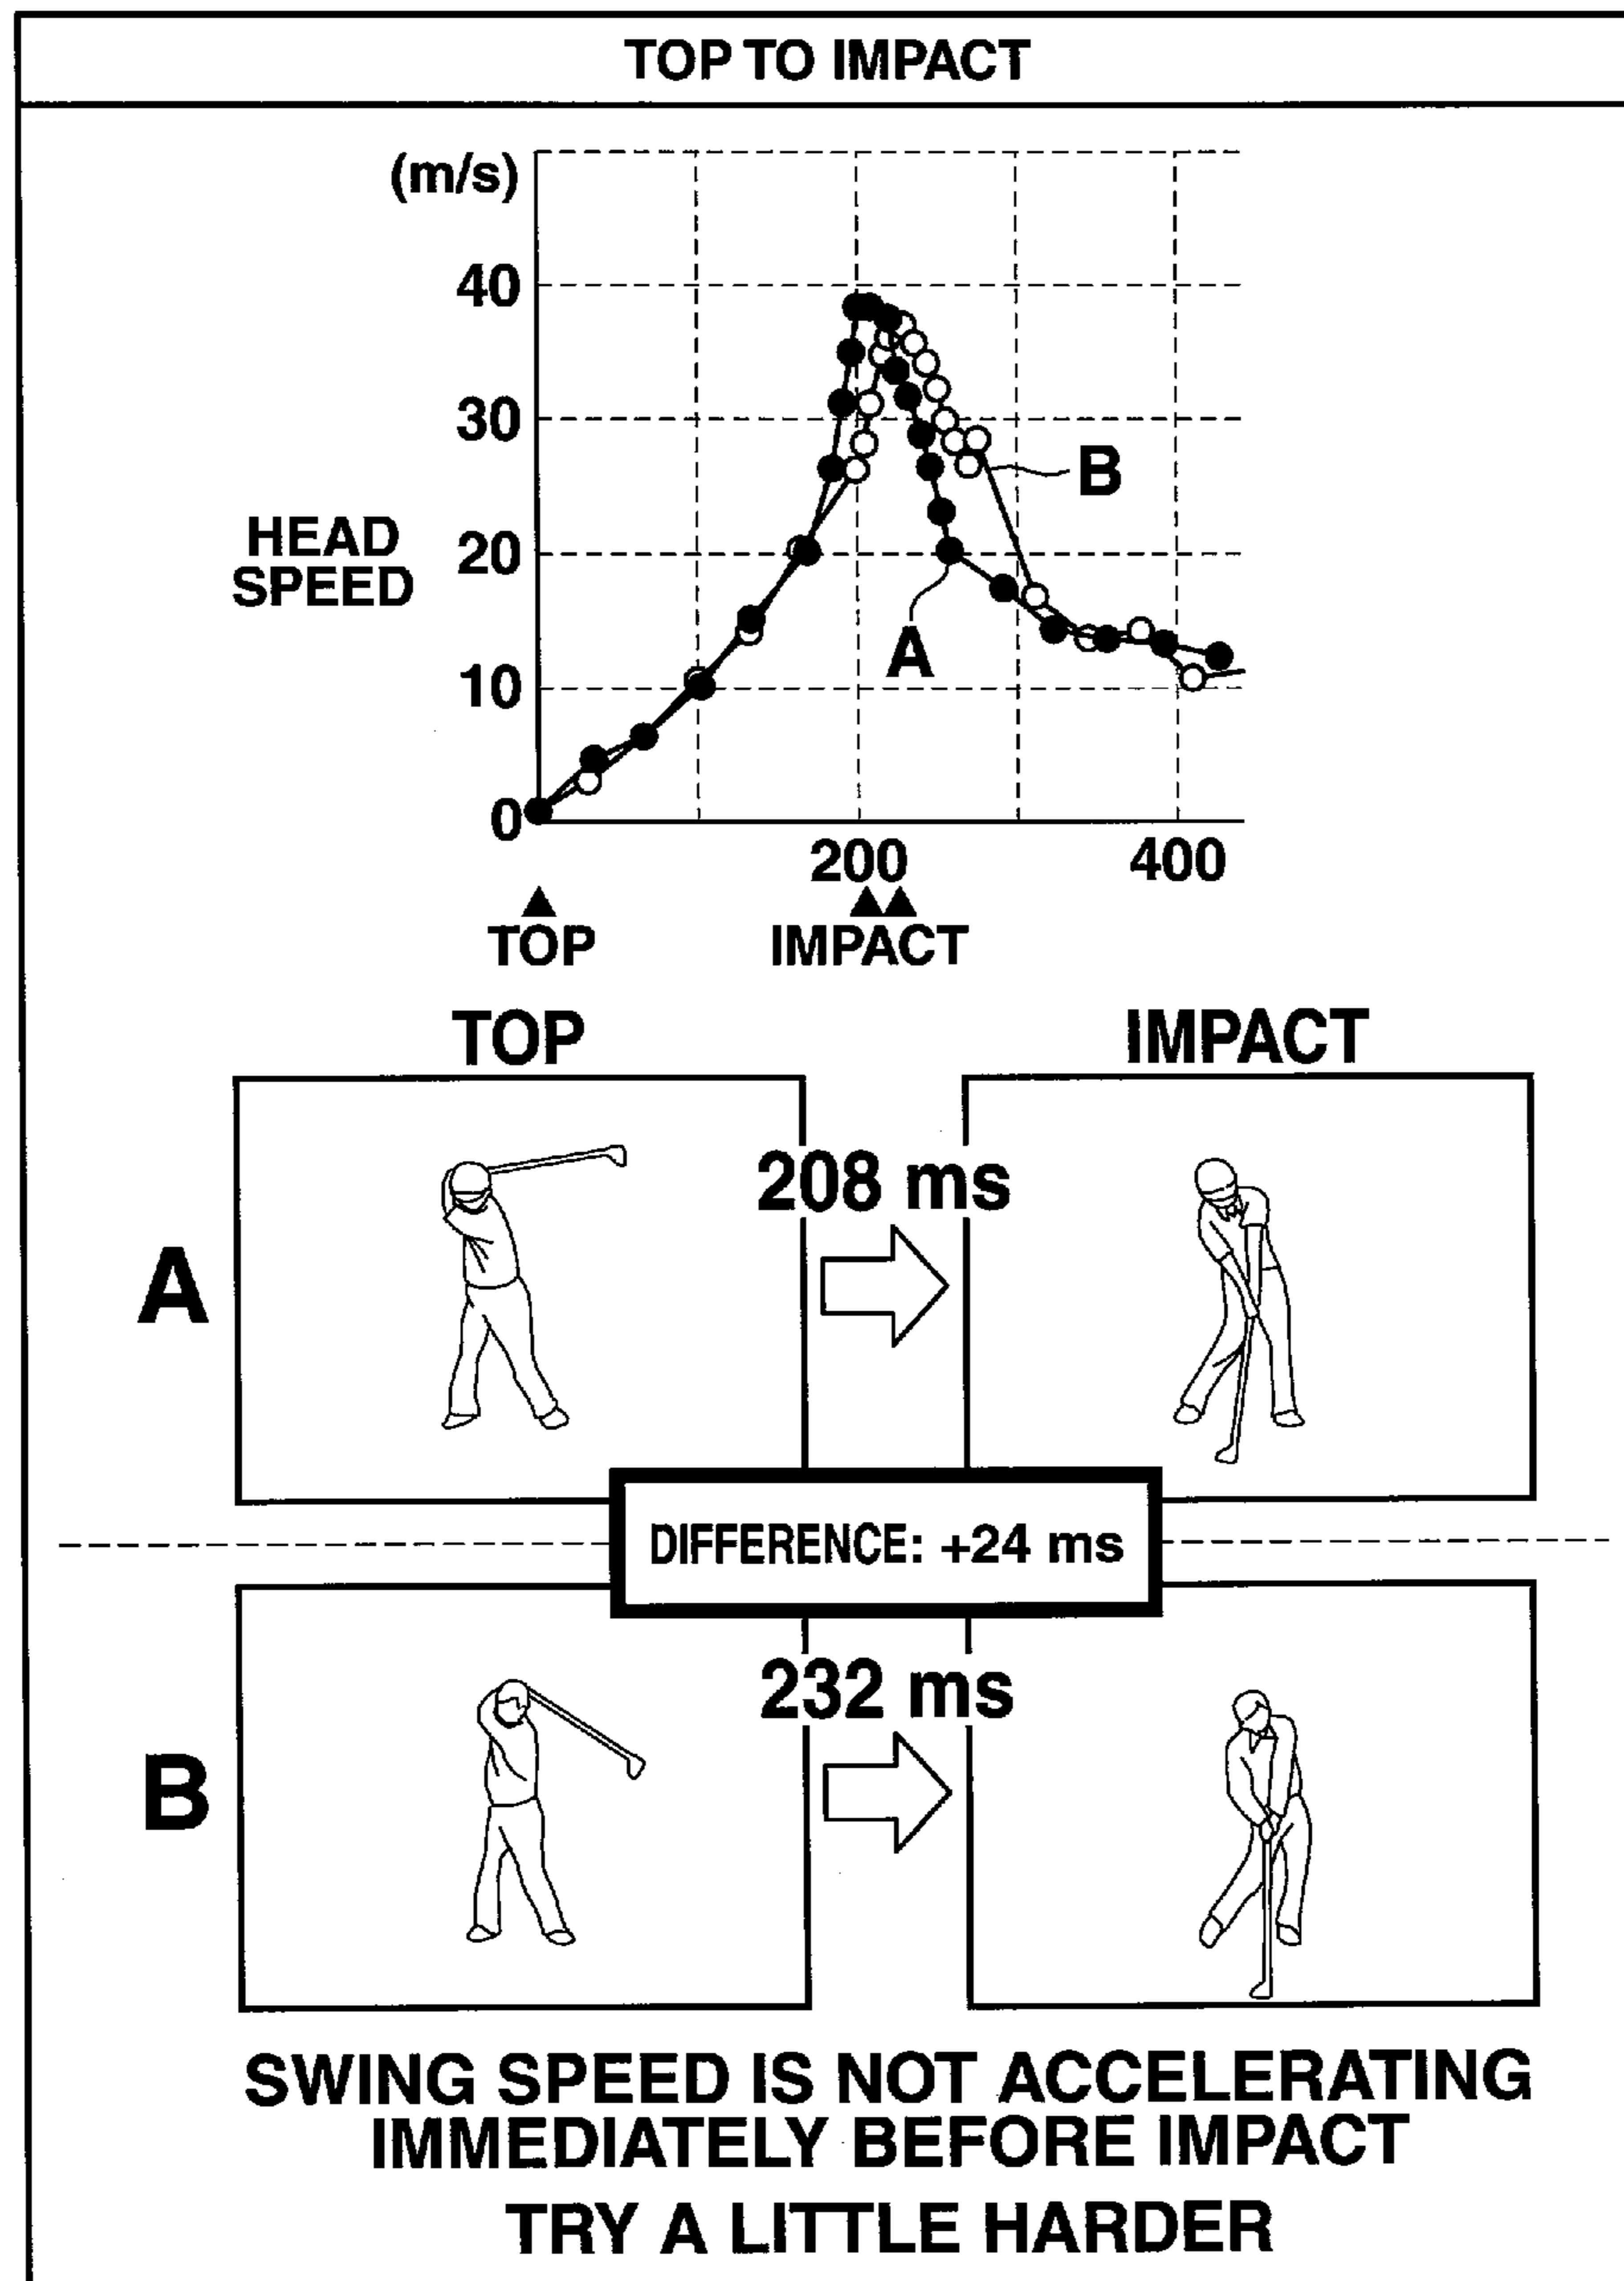 TOP TO IMPACT
(m/s)
40
30
HEAD
SPEED
20
10
0
B
A
200
400
▲
▲▲
TOP
IMPACT
TOP
IMPACT
A
208 ms
DIFFERENCE: +24 ms
B
232 ms
SWING SPEED IS NOT ACCELERATING
IMMEDIATELY BEFORE IMPACT
TRY A LITTLE HARDER